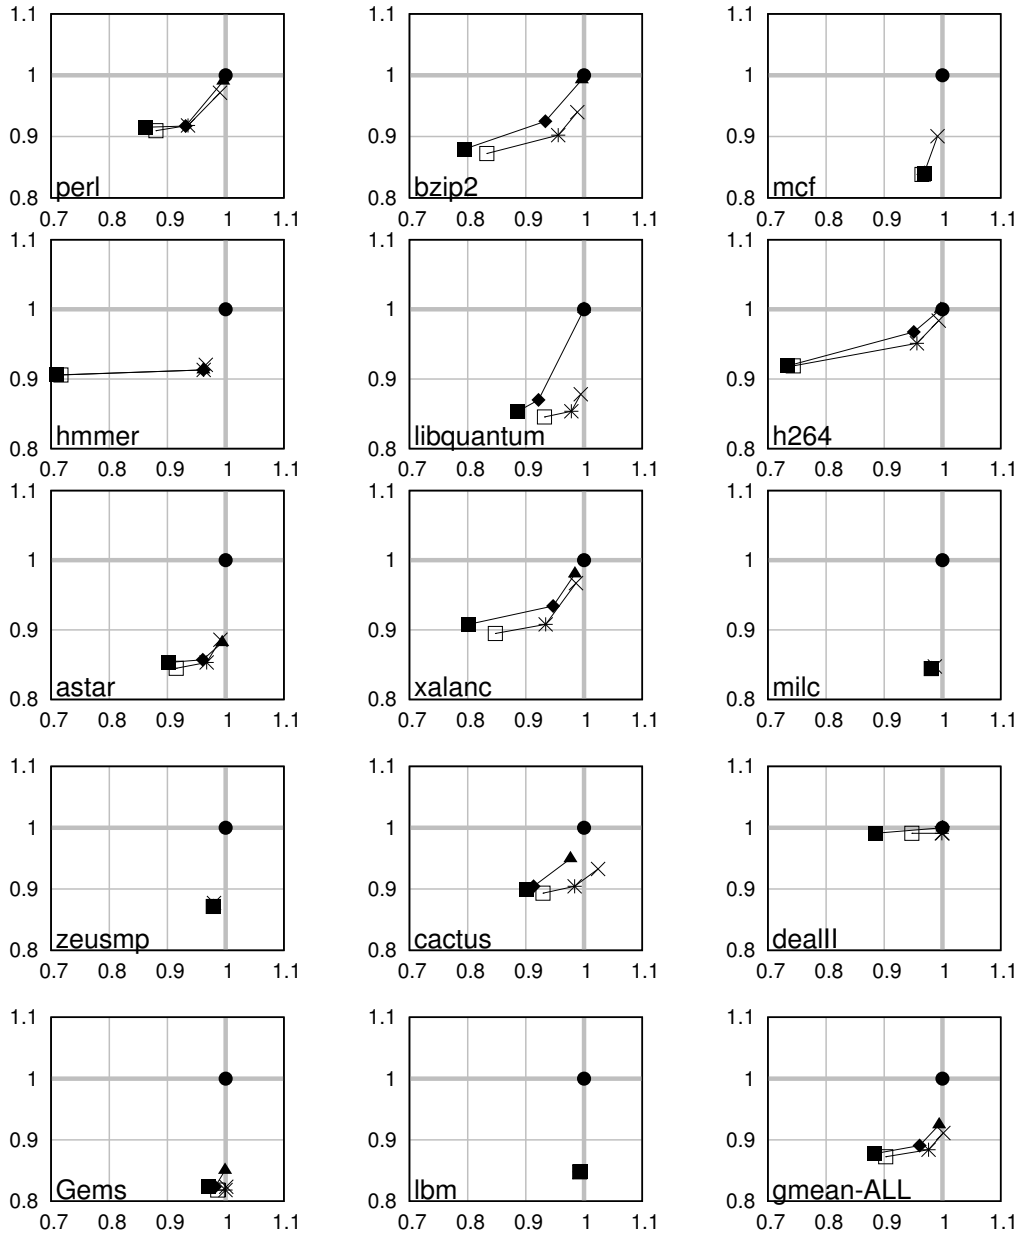 1.1 1.1 1.1
1 1 1
0.9 0.9 0.9
perl bzip2 mcf
0.8 0.8 0.8
0.7 0.8 0.9 1 1.1 0.7 0.8 0.9 1 1.1 0.7 0.8 0.9 1 1.1
1.1 1.1 1.1
1 1 1
0.9 0.9 0.9
hmmer libquantum h264
0.8 0.8 0.8
0.7 0.8 0.9 1 1.1 0.7 0.8 0.9 1 1.1 0.7 0.8 0.9 1 1.1
1.1 1.1 1.1
1 1 1
0.9 0.9 0.9
astar xalanc milc
0.8 0.8 0.8
0.7 0.8 0.9 1 1.1 0.7 0.8 0.9 1 1.1 0.7 0.8 0.9 1 1.1
1.1 1.1 1.1
1 1 1
0.9 0.9 0.9
zeusmp cactus dealII
0.8 0.8 0.8
0.7 0.8 0.9 1 1.1 0.7 0.8 0.9 1 1.1 0.7 0.8 0.9 1 1.1
1.1 1.1 1.1
1 1 1
0.9 0.9 0.9
Gems lbm gmean-ALL
0.8 0.8 0.8
0.7 0.8 0.9 1 1.1 0.7 0.8 0.9 1 1.1 0.7 0.8 0.9 1 1.1